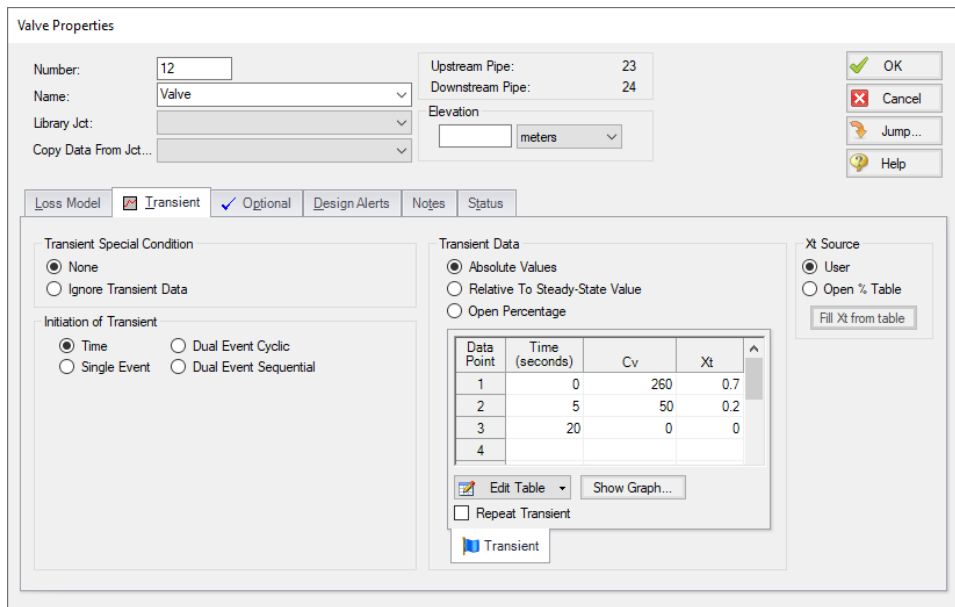 Valve Properties
Number: 12
Name: Valve
Library Jct:
Copy Data From Jct...
Upstream Pipe: 23
Downstream Pipe: 24
Elevation
meters
OK
Cancel
Jump...
Help
Loss Model Transient Optional Design Alerts Notes Status
Transient Special Condition
None
Ignore Transient Data
Initiation of Transient
Time Dual Event Cyclic
Single Event Dual Event Sequential
Transient Data
Absolute Values
Relative To Steady-State Value
Open Percentage
Data Point Time (seconds) Cv Xt
1 0 260 0.7
2 5 50 0.2
3 20 0 0
4
Edit Table Show Graph...
Repeat Transient
Transient
Xt Source
User
Open % Table
Fill Xt from table